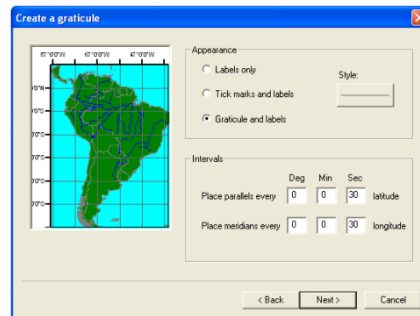 Create a graticule
Appearance
Labels only
Style:
Tick marks and labels
Graticule and labels
Intervals
Deg Min Sec
Place parallels every 0 0 30 latitude
Place meridians every 0 0 30 longitude
< Back Next > Cancel